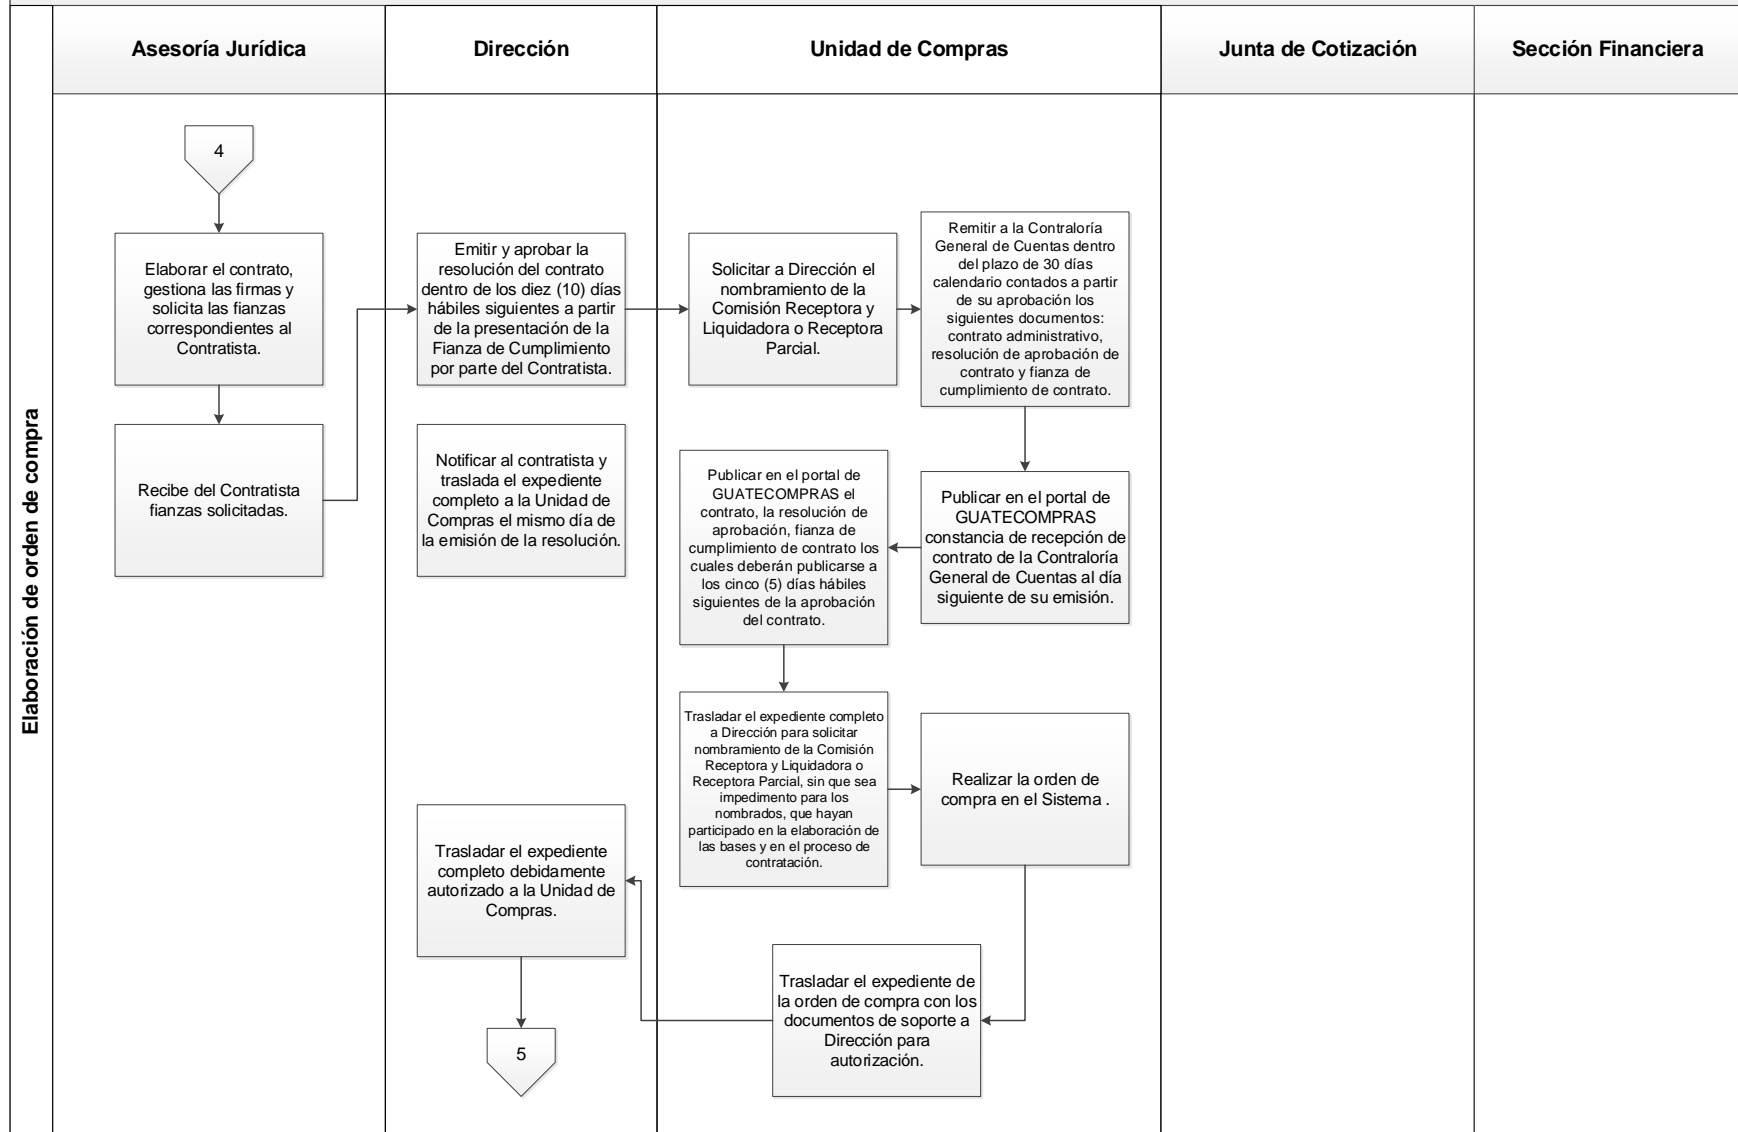 Asesoría Jurídica
Dirección
Unidad de Compras
Junta de Cotización
Sección Financiera
Elaboración de orden de compra
4
Elaborar el contrato,
gestiona las firmas y
solicita las fianzas
correspondientes al
Contratista.
Recibe del Contratista
fianzas solicitadas.
Emitir y aprobar la
resolución del contrato
dentro de los diez (10) días
hábiles siguientes a partir
de la presentación de la
Fianza de Cumplimiento
por parte del Contratista.
Notificar al contratista y
traslada el expediente
completo a la Unidad de
Compras el mismo día de
la emisión de la resolución.
Solicitar a Dirección el
nombramiento de la
Comisión Receptora y
Liquidadora o Receptora
Parcial.
Remitir a la Contraloría
General de Cuentas dentro
del plazo de 30 días
calendario contados a partir
de su aprobación los
siguientes documentos:
contrato administrativo,
resolución de aprobación de
contrato y fianza de
cumplimiento de contrato.
Publicar en el portal de
GUATECOMPRAS
constancia de recepción de
contrato de la Contraloría
General de Cuentas al día
siguiente de su emisión.
Publicar en el portal de
GUATECOMPRAS el
contrato, la resolución de
aprobación, fianza de
cumplimiento de contrato los
cuales deberán publicarse a
los cinco (5) días hábiles
siguientes de la aprobación
del contrato.
Trasladar el expediente completo
a Dirección para solicitar
nombramiento de la Comisión
Receptora y Liquidadora o
Receptora Parcial, sin que sea
impedimento para los
nombrados, que hayan
participado en la elaboración de
las bases y en el proceso de
contratación.
Realizar la orden de
compra en el Sistema .
Trasladar el expediente de
la orden de compra con los
documentos de soporte a
Dirección para
autorización.
Trasladar el expediente
completo debidamente
autorizado a la Unidad de
Compras.
5